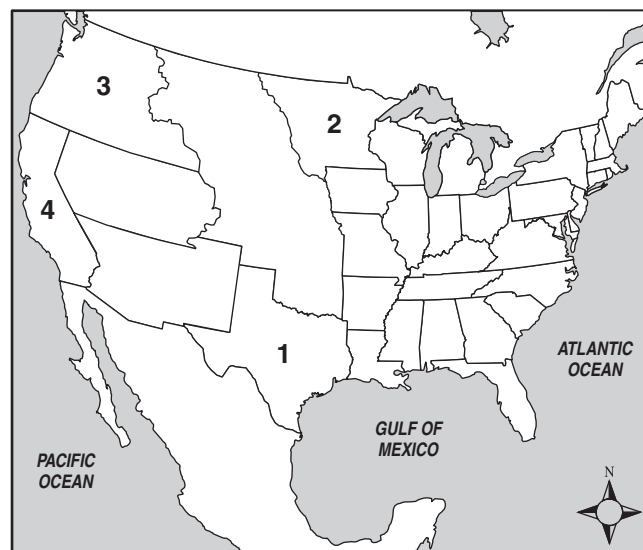 3
2
4
1
ATLANTIC
OCEAN
GULF OF
MEXICO
PACIFIC
OCEAN
N